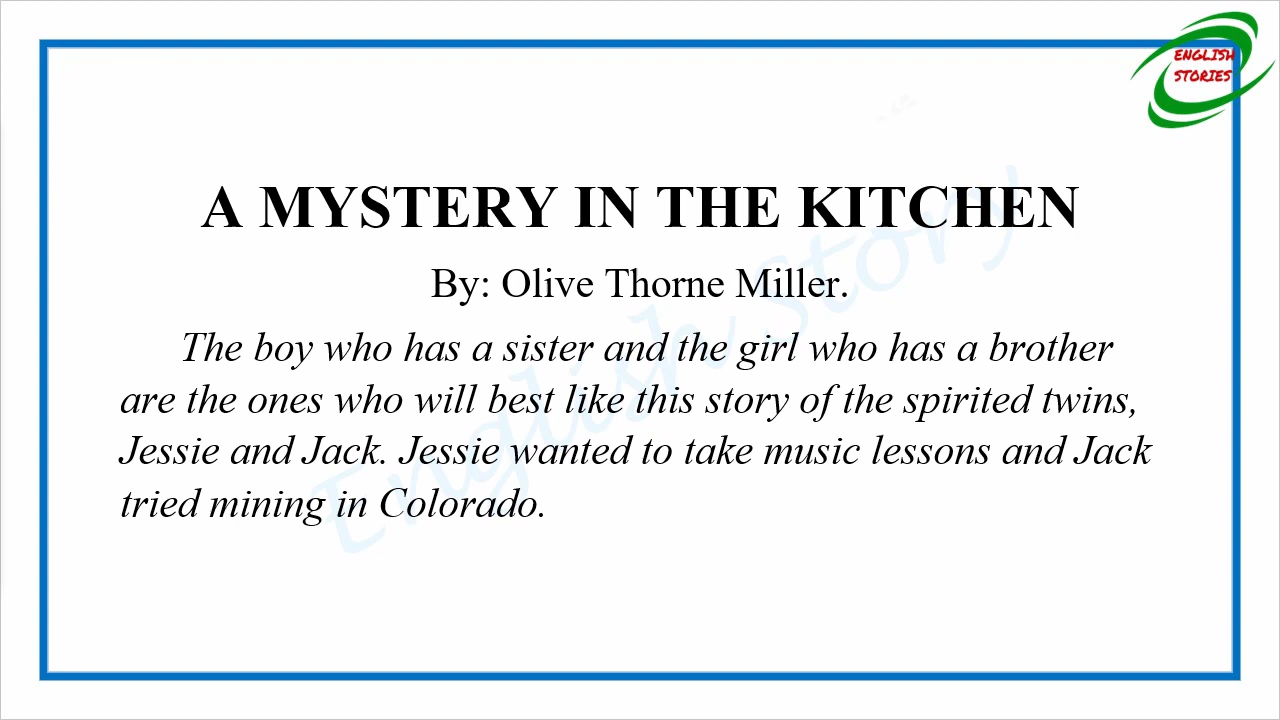 ENGLISH
STORIES
A MYSTERY IN THE KITCHEN
By: Olive Thorne Miller.
The boy who has a sister and the girl who has a brother
are the ones who will best like this story of the spirited twins,
Jessie and Jack. Jessie wanted to take music lessons and Jack
tried mining in Colorado.
English Story